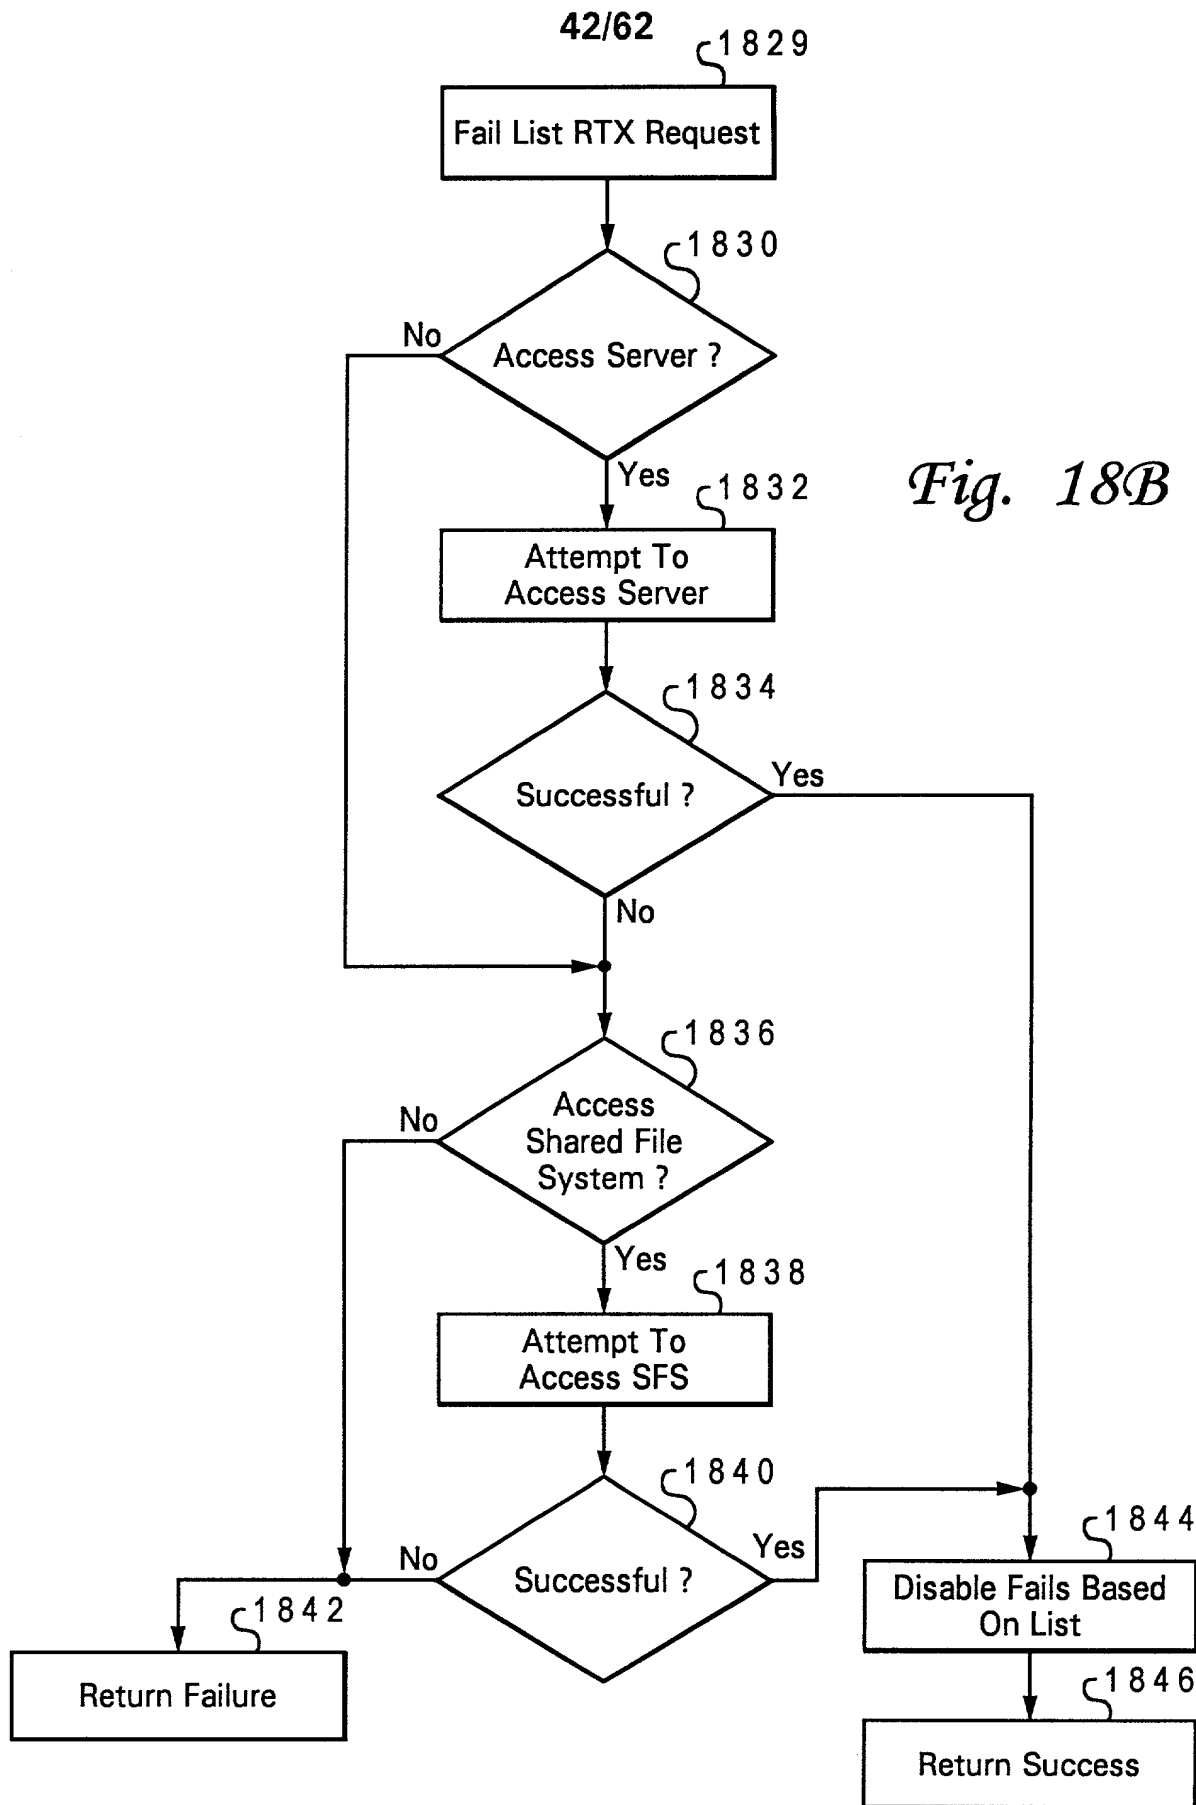 42/62
1829
Fail List RTX Request
1830
No
Access Server ?
Yes
Fig. 18B
1832
Attempt To
Access Server
1834
Yes
Successful ?
No
1836
No
Access
Shared File
System ?
Yes
1838
Attempt To
Access SFS
1840
No
Yes
Successful ?
1844
Disable Fails Based
On List
1842
Return Failure
1846
Return Success